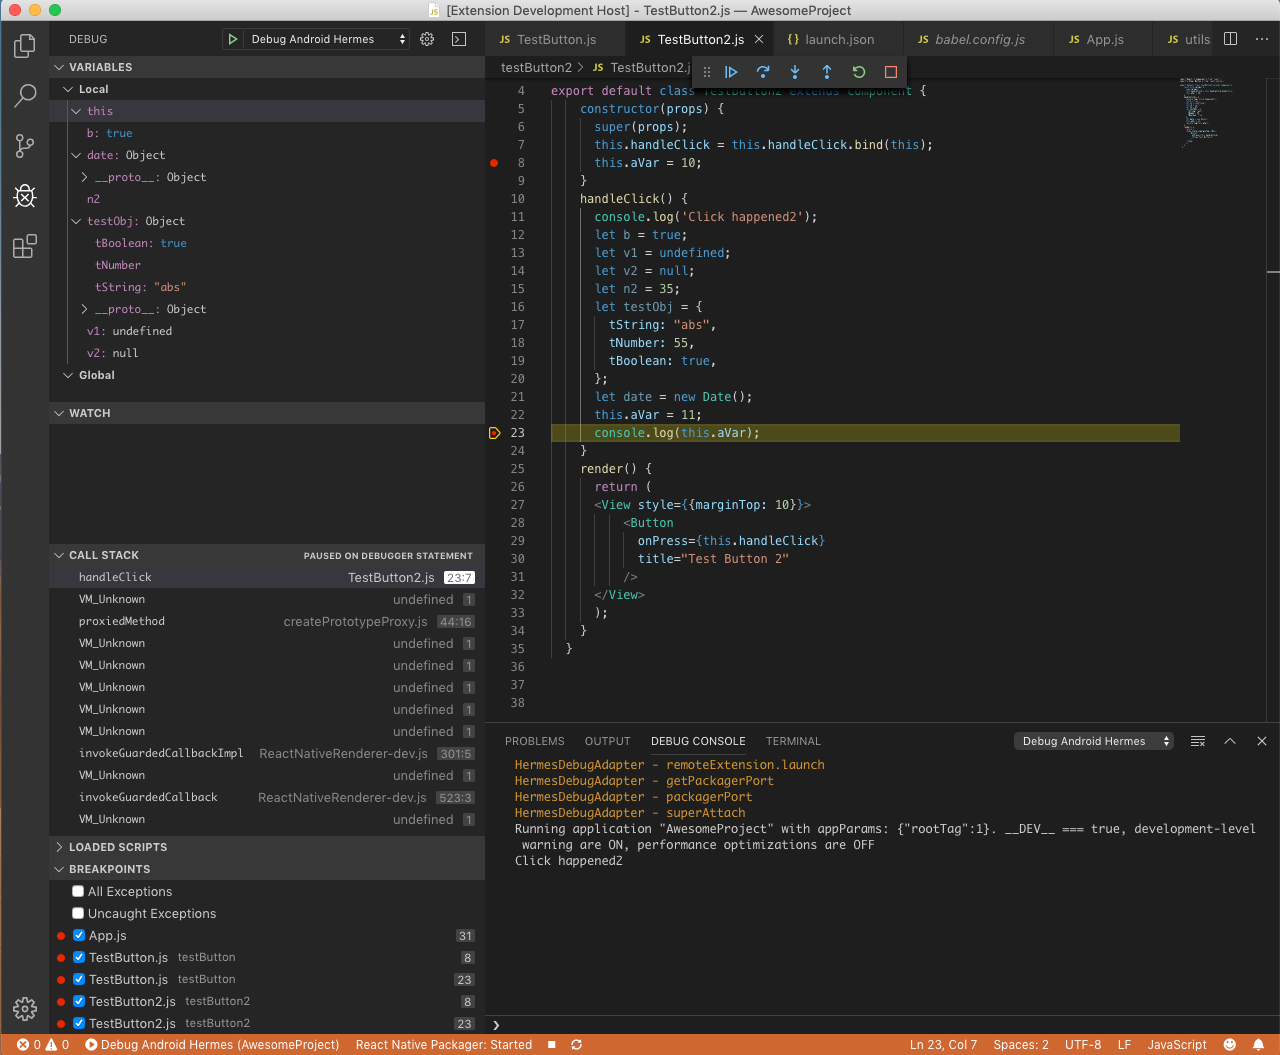 [Extension Development Host] - TestButton2.js — AwesomeProject
DEBUG
Debug Android Hermes
VARIABLES
Local
this
b: true
date: Object
__proto__: Object
n2
testObj: Object
tBoolean: true
tNumber
tString: "abs"
__proto__: Object
v1: undefined
v2: null
Global
WATCH
CALL STACK PAUSED ON DEBUGGER STATEMENT
handleClick TestButton2.js 23:7
VM_Unknown undefined 1
proxiedMethod createPrototypeProxy.js 44:16
VM_Unknown undefined 1
VM_Unknown undefined 1
VM_Unknown undefined 1
VM_Unknown undefined 1
VM_Unknown undefined 1
invokeGuardedCallbackImpl ReactNativeRenderer-dev.js 301:5
VM_Unknown undefined 1
invokeGuardedCallback ReactNativeRenderer-dev.js 523:3
VM_Unknown undefined 1
LOADED SCRIPTS
BREAKPOINTS
All Exceptions
Uncaught Exceptions
App.js 31
TestButton.js testButton 8
TestButton.js testButton 23
TestButton2.js testButton2 8
TestButton2.js testButton2 23
JS TestButton.js JS TestButton2.js {} launch.json JS babel.config.js JS App.js JS utils
testButton2 > JS TestButton2.j
4 export default class TestButton2 extends Component {
5 constructor(props) {
6 super(props);
7 this.handleClick = this.handleClick.bind(this);
8 this.aVar = 10;
9 }
10 handleClick() {
11 console.log('Click happened2');
12 let b = true;
13 let v1 = undefined;
14 let v2 = null;
15 let n2 = 35;
16 let testObj = {
17 tString: "abs",
18 tNumber: 55,
19 tBoolean: true,
20 };
21 let date = new Date();
22 this.aVar = 11;
23 console.log(this.aVar);
24 }
25 render() {
26 return (
27 <View style={{marginTop: 10}}>
28 <Button
29 onPress={this.handleClick}
30 title="Test Button 2"
31 />
32 </View>
33 );
34 }
35 }
36
37
38
PROBLEMS OUTPUT DEBUG CONSOLE TERMINAL Debug Android Hermes
HermesDebugAdapter - remoteExtension.launch
HermesDebugAdapter - getPackagerPort
HermesDebugAdapter - packagerPort
HermesDebugAdapter - superAttach
Running application "AwesomeProject" with appParams: {"rootTag":1}. __DEV__ === true, development-level
warning are ON, performance optimizations are OFF
Click happened2
0 0 Debug Android Hermes (AwesomeProject) React Native Packager: Started Ln 23, Col 7 Spaces: 2 UTF-8 LF JavaScript